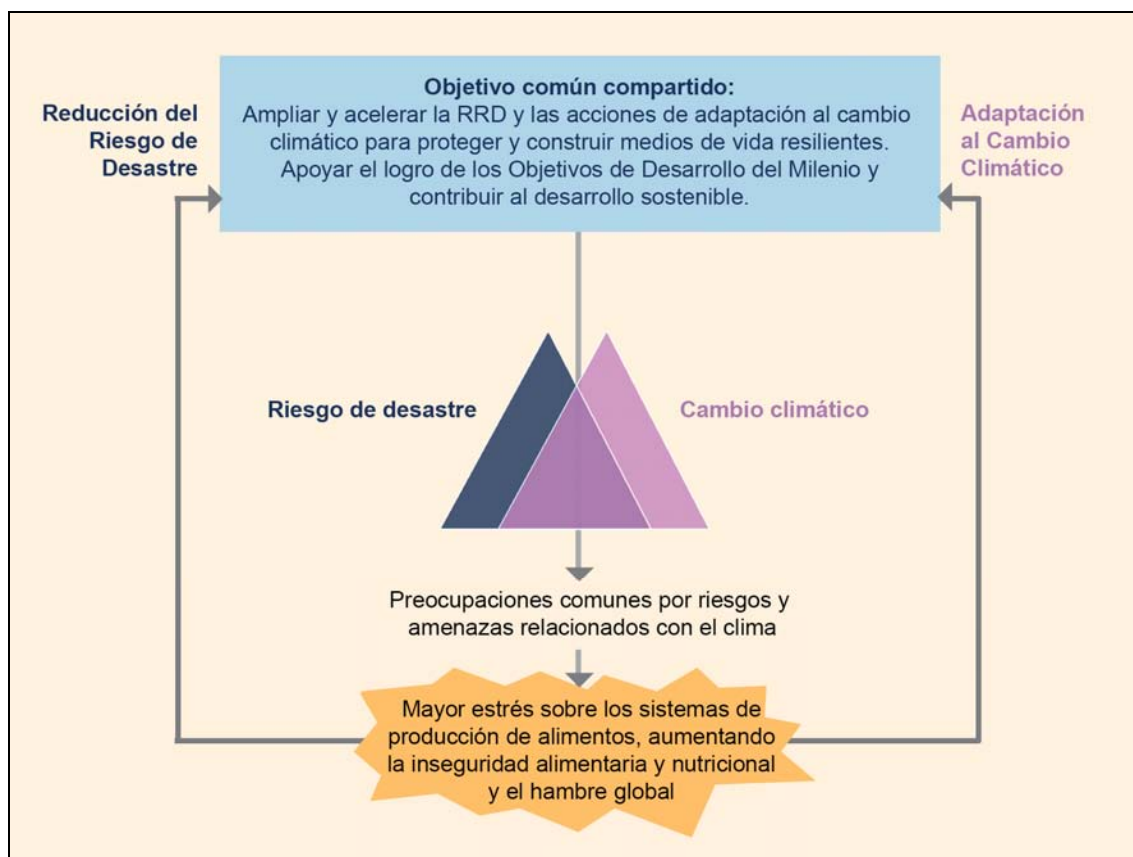 Objetivo común compartido:
Ampliar y acelerar la RRD y las acciones de adaptación al cambio
climático para proteger y construir medios de vida resilientes.
Apoyar el logro de los Objetivos de Desarrollo del Milenio y
contribuir al desarrollo sostenible.
Reducción del
Riesgo de
Desastre
Adaptación
al Cambio
Climático
Riesgo de desastre
Cambio climático
Preocupaciones comunes por riesgos y
amenazas relacionados con el clima
Mayor estrés sobre los sistemas de
producción de alimentos, aumentando
la inseguridad alimentaria y nutricional
y el hambre global